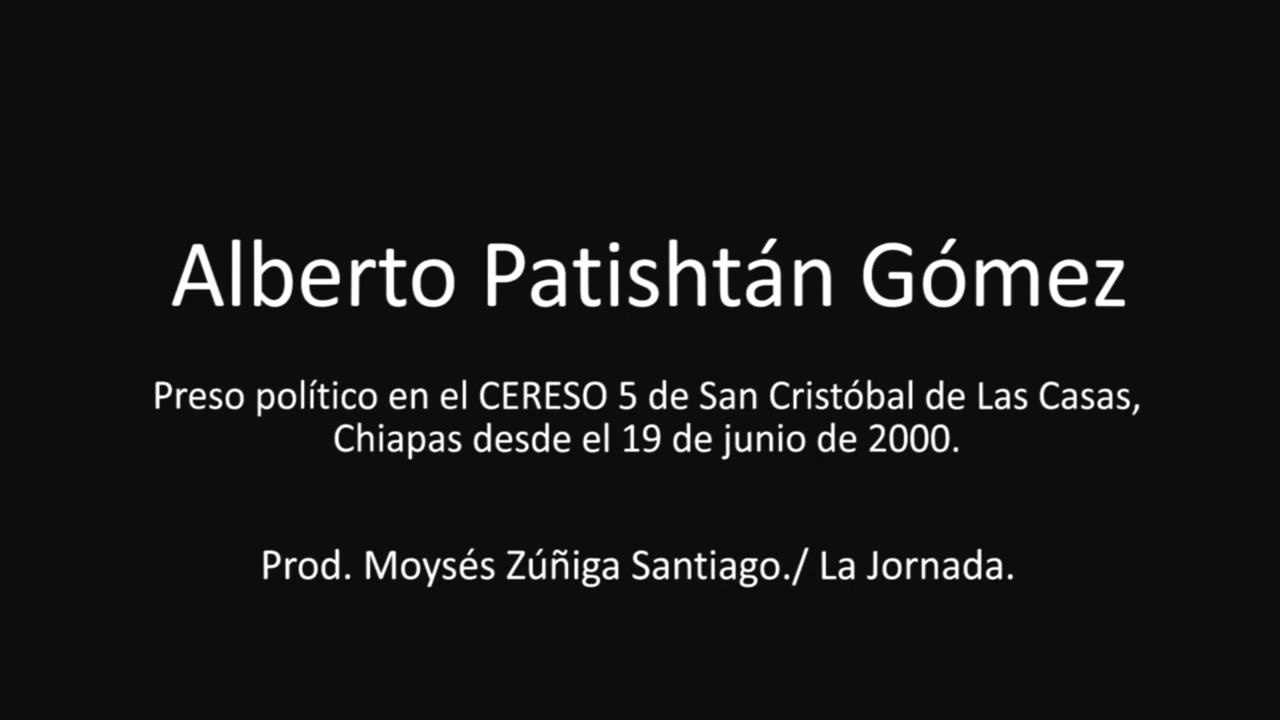 Alberto Patishtán Gómez
Preso político en el CERESO 5 de San Cristóbal de Las Casas,
Chiapas desde el 19 de junio de 2000.
Prod. Moysés Zúñiga Santiago./ La Jornada.